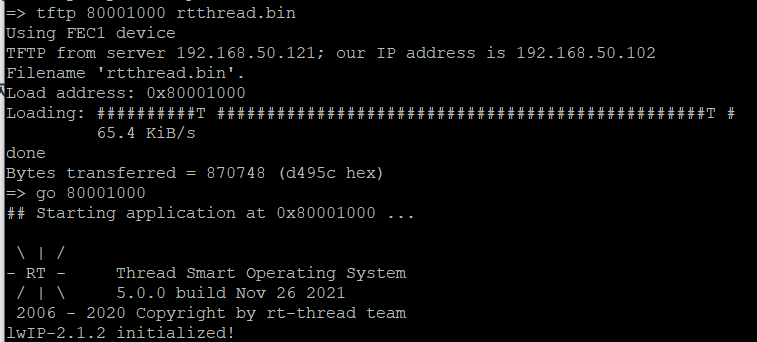 => tftp 80001000 rtthread.bin
Using FEC1 device
TFTP from server 192.168.50.121; our IP address is 192.168.50.102
Filename 'rtthread.bin'.
Load address: 0x80001000
Loading: ##########T #################################################T #
65.4 KiB/s
done
Bytes transferred = 870748 (d495c hex)
=> go 80001000
## Starting application at 0x80001000 ...
\ | /
- RT -     Thread Smart Operating System
/ | \     5.0.0 build Nov 26 2021
2006 - 2020 Copyright by rt-thread team
lwIP-2.1.2 initialized!